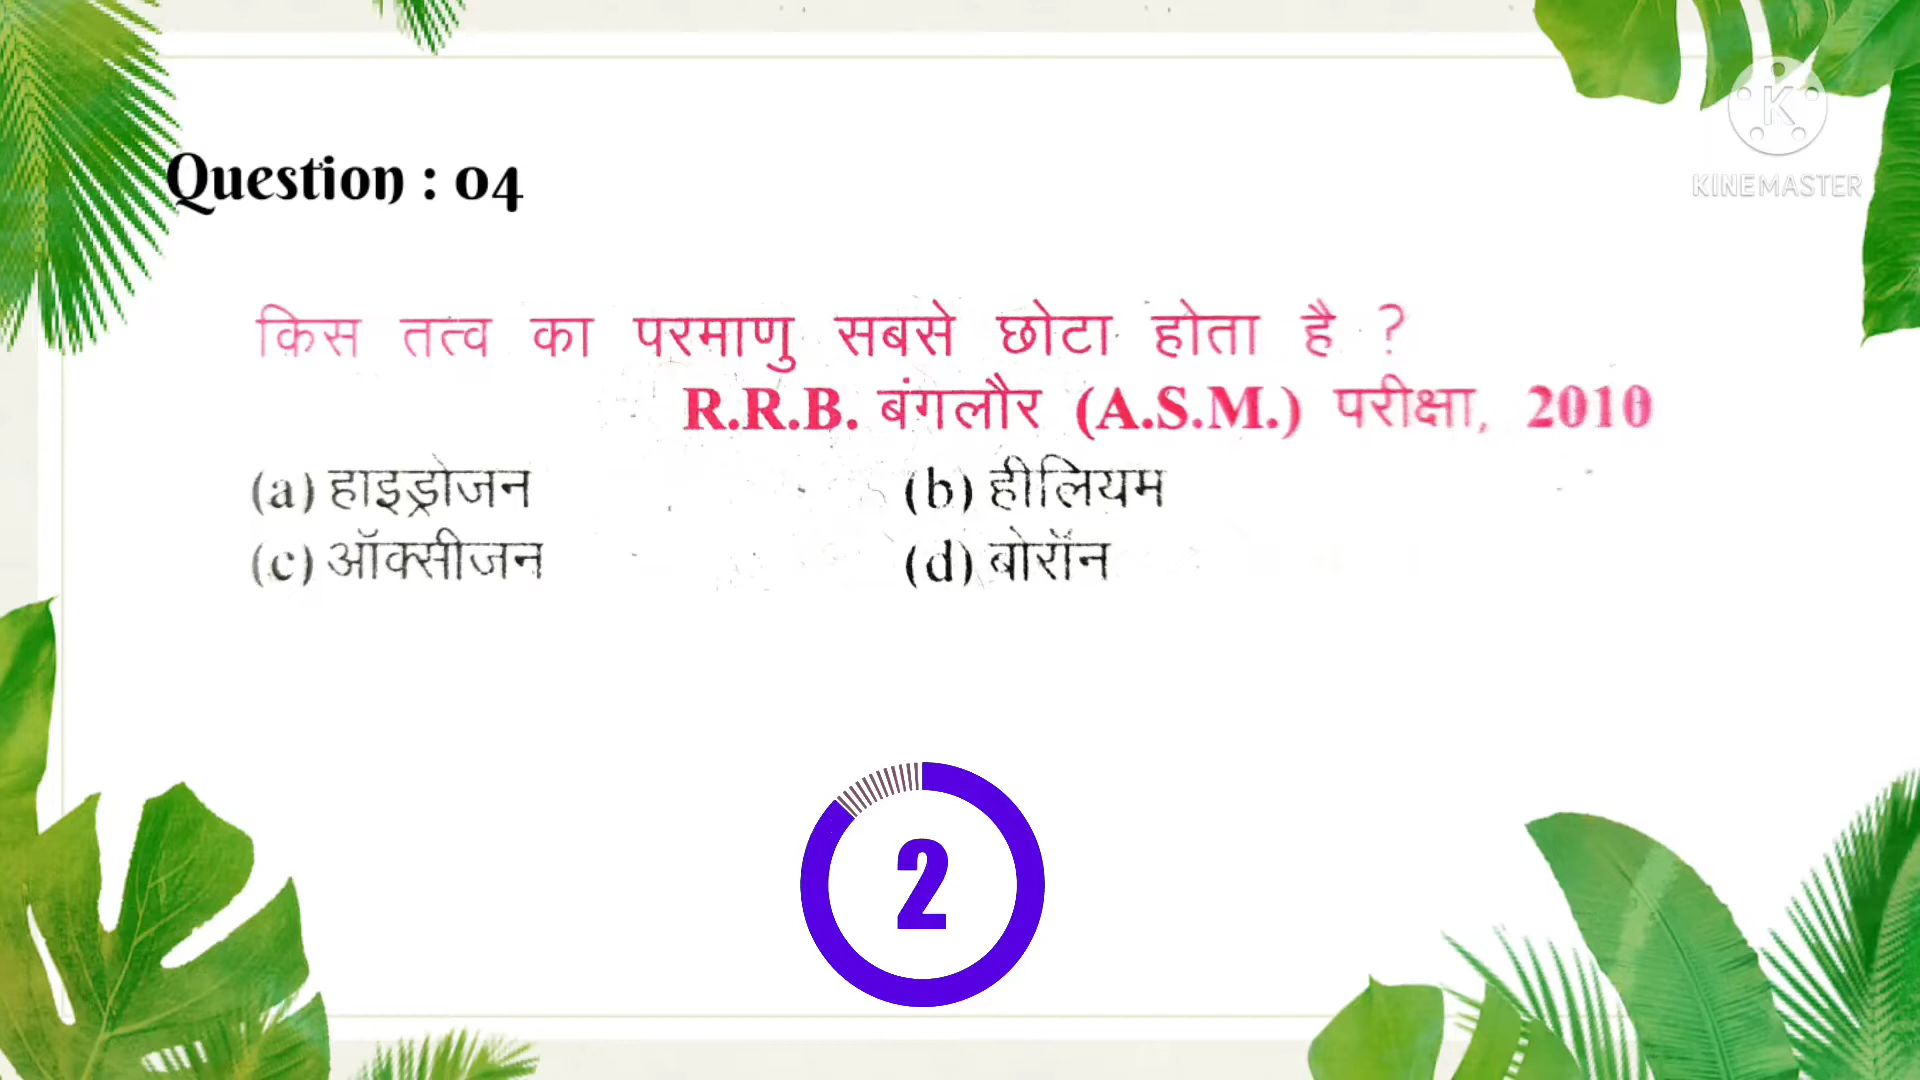 KINEMASTER
Question : 04
किस तत्व का परमाणु सबसे छोटा होता है ?
R.R.B. बंगलौर (A.S.M.) परीक्षा, 2010
(a) हाइड्रोजन (b) हीलियम
(c) ऑक्सीजन (d) बोरॉन
2